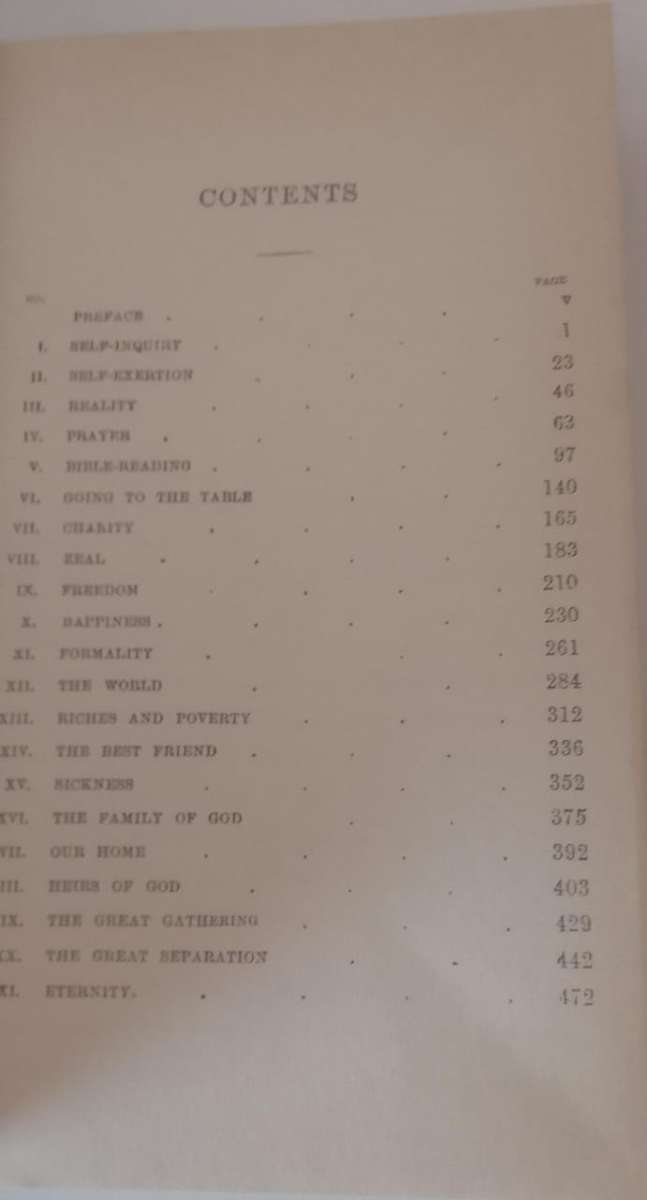 CONTENTS
NO. PAGE
PREFACE . . . . v
I. SELF-INQUIRY . . . . 1
II. SELF-EXERTION . . . 23
III. REALITY . . . . 46
IV. PRAYER . . . 63
V. BIBLE-READING . . . . 97
VI. GOING TO THE TABLE . . 140
VII. CHARITY . . . . 165
VIII. ZEAL . . . . 183
IX. FREEDOM . . . . 210
X. HAPPINESS . . . . 230
XI. FORMALITY . . . 261
XII. THE WORLD . . 284
XIII. RICHES AND POVERTY . . . 312
XIV. THE BEST FRIEND . . . 336
XV. SICKNESS . . . . 352
XVI. THE FAMILY OF GOD . . 375
VII. OUR HOME . . . . 392
III. HEIRS OF GOD . . . 403
IX. THE GREAT GATHERING . . . 429
XX. THE GREAT SEPARATION . . 442
XI. ETERNITY. . . . . 472